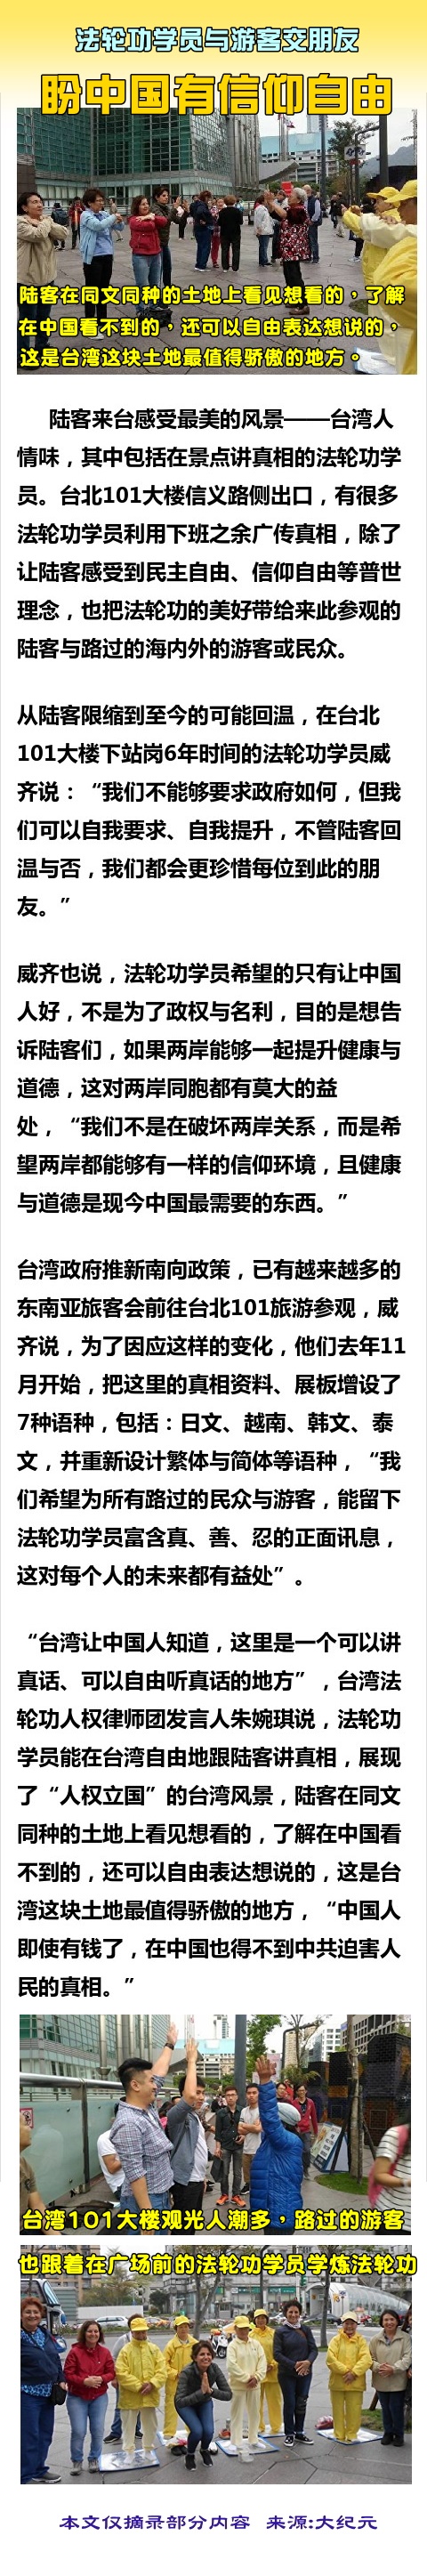 法轮功学员与游客交朋友
盼中国有信仰自由
陆客在同文同种的土地上看见想看的，了解
在中国看不到的，还可以自由表达想说的，
这是台湾这块土地最值得骄傲的地方。
陆客来台感受最美的风景——台湾人
情味，其中包括在景点讲真相的法轮功学
员。台北101大楼信义路侧出口，有很多
法轮功学员利用下班之余广传真相，除了
让陆客感受到民主自由、信仰自由等普世
理念，也把法轮功的美好带给来此参观的
陆客与路过的海内外的游客或民众。
从陆客限缩到至今的可能回温，在台北
101大楼下站岗6年时间的法轮功学员威
齐说：“我们不能够要求政府如何，但我
们可以自我要求、自我提升，不管陆客回
温与否，我们都会更珍惜每位到此的朋
友。”
威齐也说，法轮功学员希望的只有让中国
人好，不是为了政权与名利，目的是想告
诉陆客们，如果两岸能够一起提升健康与
道德，这对两岸同胞都有莫大的益
处，“我们不是在破坏两岸关系，而是希
望两岸都能够有一样的信仰环境，且健康
与道德是现今中国最需要的东西。”
台湾政府推新南向政策，已有越来越多的
东南亚旅客会前往台北101旅游参观，威
齐说，为了因应这样的变化，他们去年11
月开始，把这里的真相资料、展板增设了
7种语种，包括：日文、越南、韩文、泰
文，并重新设计繁体与简体等语种，“我
们希望为所有路过的民众与游客，能留下
法轮功学员富含真、善、忍的正面讯息，
这对每个人的未来都有益处”。
“台湾让中国人知道，这里是一个可以讲
真话、可以自由听真话的地方”，台湾法
轮功人权律师团发言人朱婉琪说，法轮功
学员能在台湾自由地跟陆客讲真相，展现
了“人权立国”的台湾风景，陆客在同文
同种的土地上看见想看的，了解在中国看
不到的，还可以自由表达想说的，这是台
湾这块土地最值得骄傲的地方，“中国人
即使有钱了，在中国也得不到中共迫害人
民的真相。”
台湾101大楼观光人潮多，路过的游客
也跟着在广场前的法轮功学员学炼法轮功
本文仅摘录部分内容 来源:大纪元